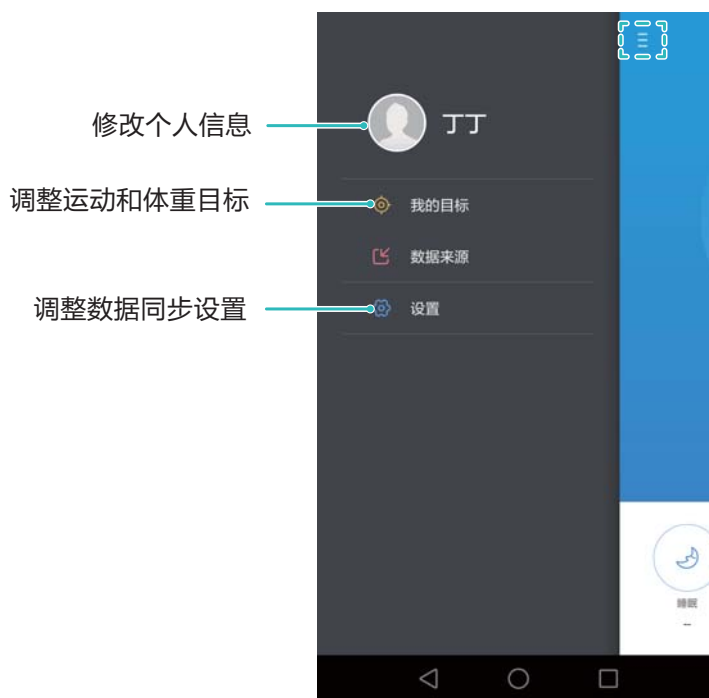 修改个人信息
丁丁
调整运动和体重目标
我的目标
数据来源
调整数据同步设置
设置
睡眠
--